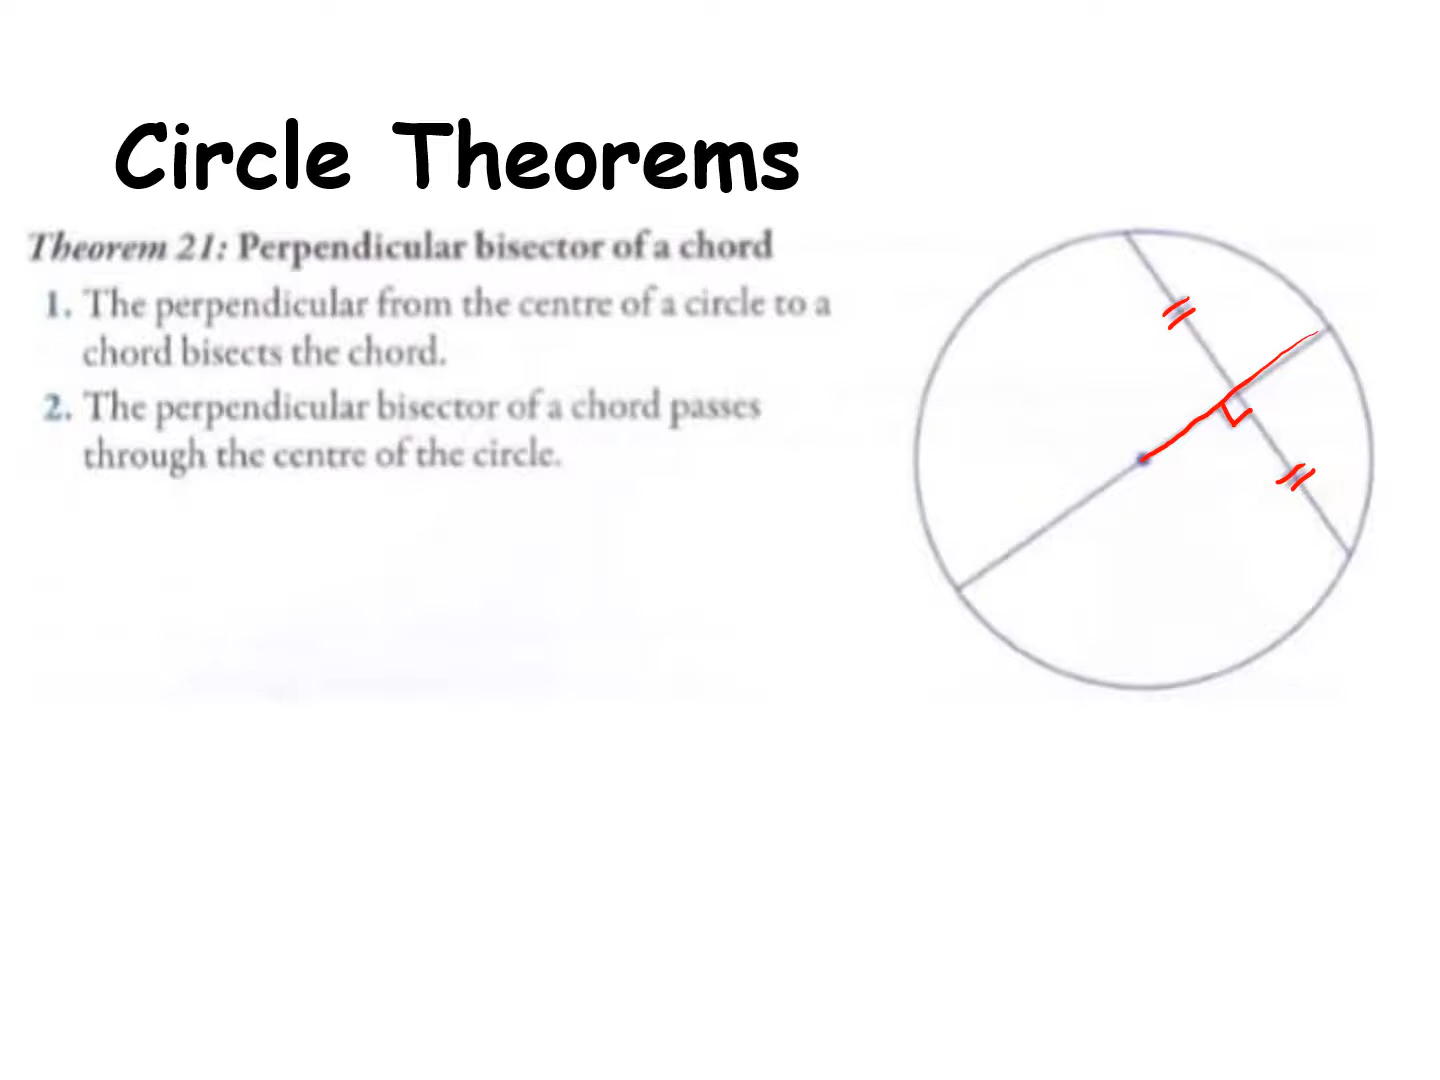 Circle Theorems
Theorem 21: Perpendicular bisector of a chord
1. The perpendicular from the centre of a circle to a
chord bisects the chord.
2. The perpendicular bisector of a chord passes
through the centre of the circle.